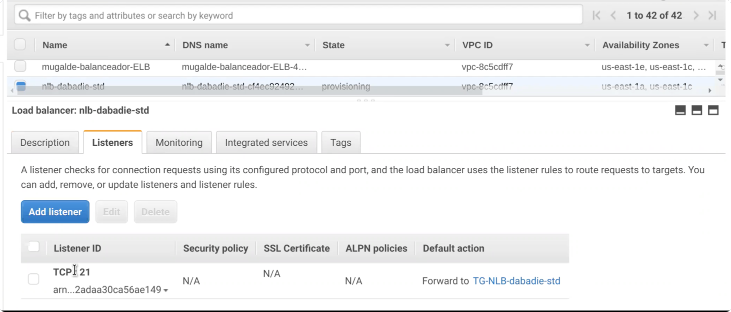 Filter by tags and attributes or search by keyword
1 to 42 of 42
Name DNS name State VPC ID Availability Zones T
mugalde-balanceador-ELB mugalde-balanceador-ELB-4... vpc-8c5cdff7 us-east-1e, us-east-1c, ...
nlb-dabadie-std nlb-dabadie-std-cf4ec92492... provisioning vpc-8c5cdff7 us-east-1a, us-east-1c
Load balancer: nlb-dabadie-std
Description Listeners Monitoring Integrated services Tags
A listener checks for connection requests using its configured protocol and port, and the load balancer uses the listener rules to route requests to targets. You
can add, remove, or update listeners and listener rules.
Add listener Edit Delete
Listener ID Security policy SSL Certificate ALPN policies Default action
TCP : 21
arn...2adaa30ca56ae149 N/A N/A N/A Forward to TG-NLB-dabadie-std